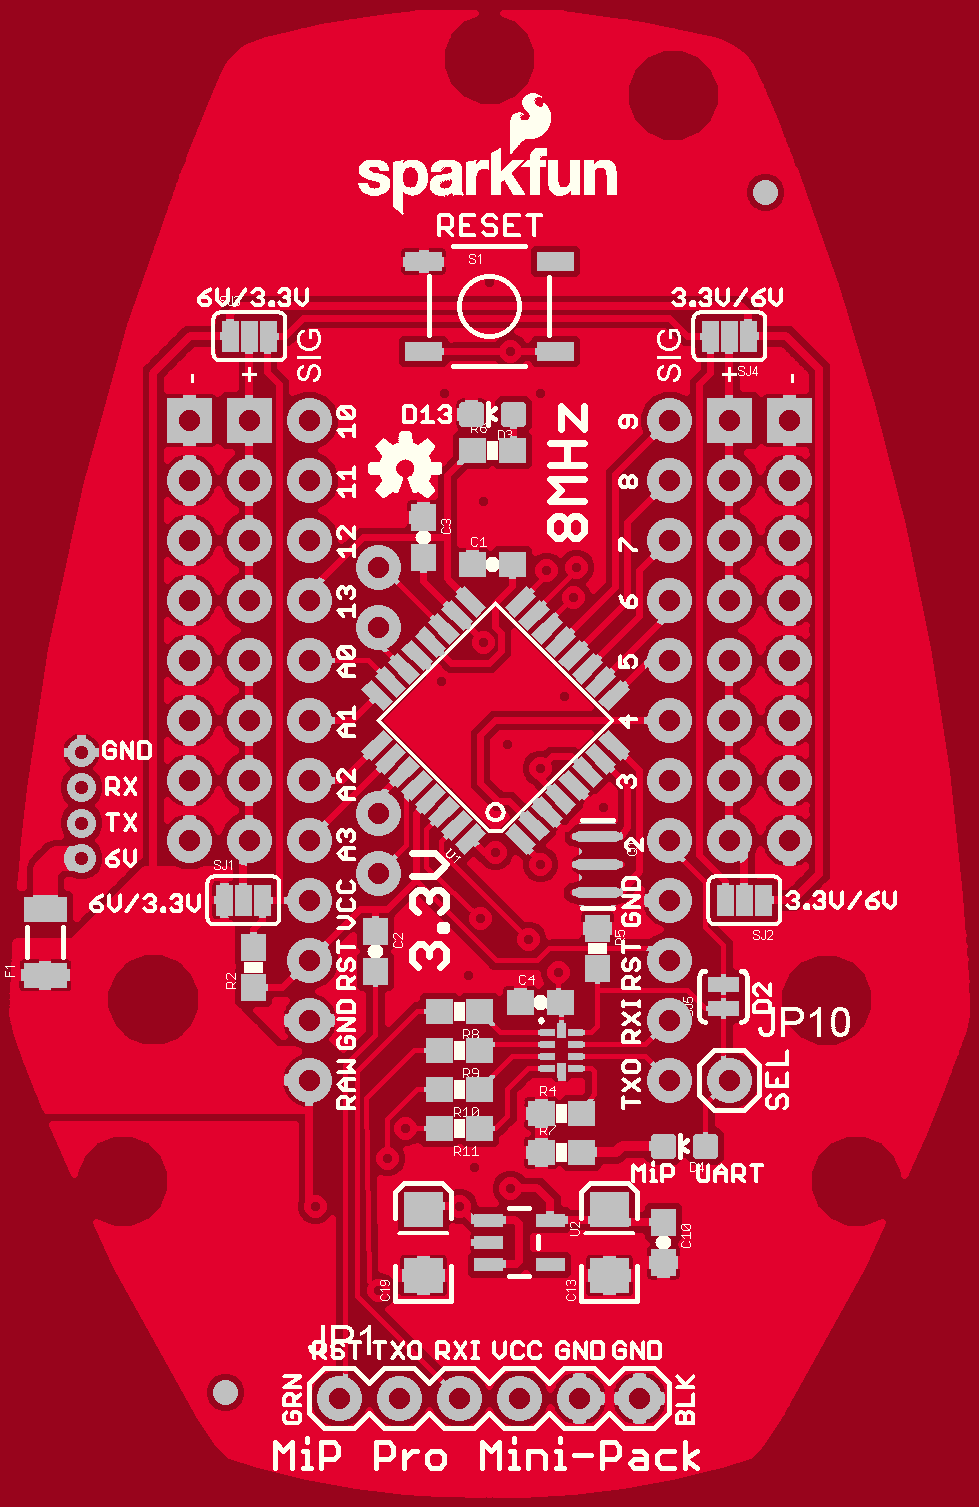 sparkfun
RESET
S1
6V/3.3V
3.3V/6V
SIG
SIG
SJ4
-
+
+
-
D13
R6
D3
8MHz
10
11
12
13
A0
A1
A2
A3
VCC
RST
GND
RAW
9
8
7
6
5
4
3
2
GND
RST
RXI
TXO
C3
C1
GND
RX
TX
6V
U1
3.3V
SJ1
6V/3.3V
3.3V/6V
SJ2
F1
R2
C2
R5
C4
SJ5
D2
JP10
SEL
R8
R9
R10
R11
R4
R7
MiP UART
D4
U2
C10
C19
C13
JP1
RST TXO RXI VCC GND GND
GRN
BLK
MiP Pro Mini-Pack